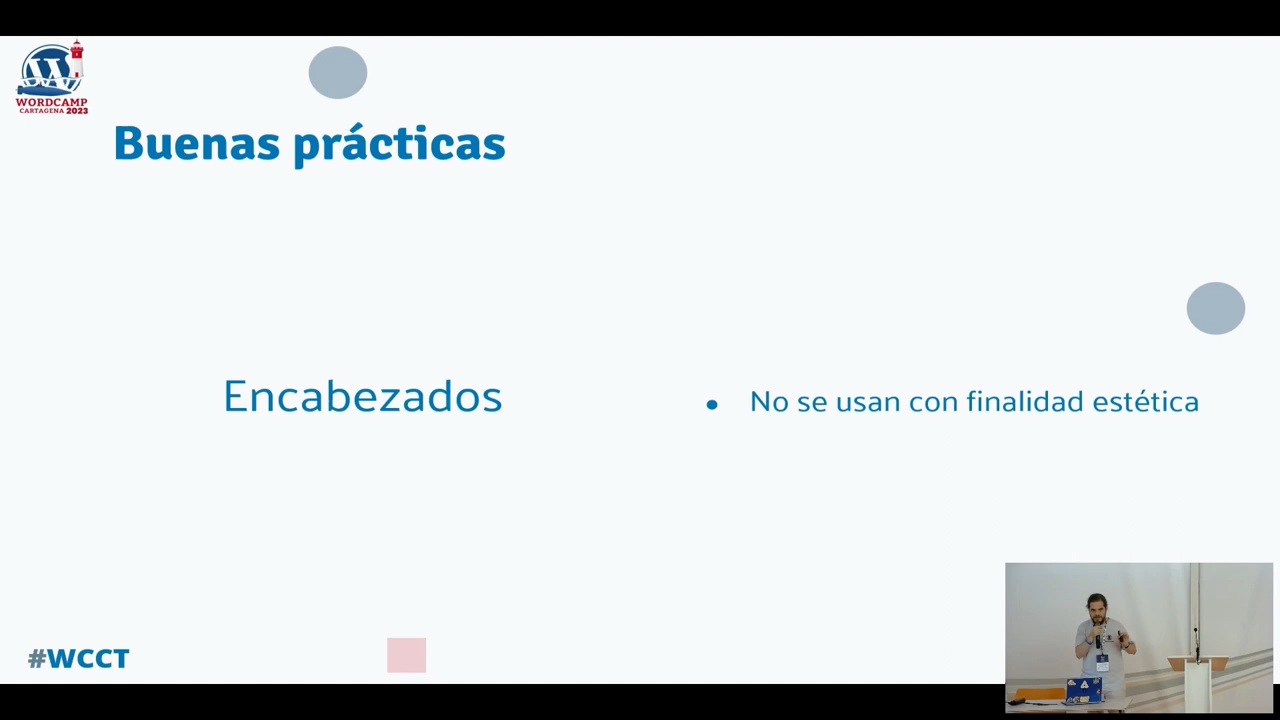 WORDCAMP
CARTAGENA 2023
Buenas prácticas
Encabezados
• No se usan con finalidad estética
#WCCT